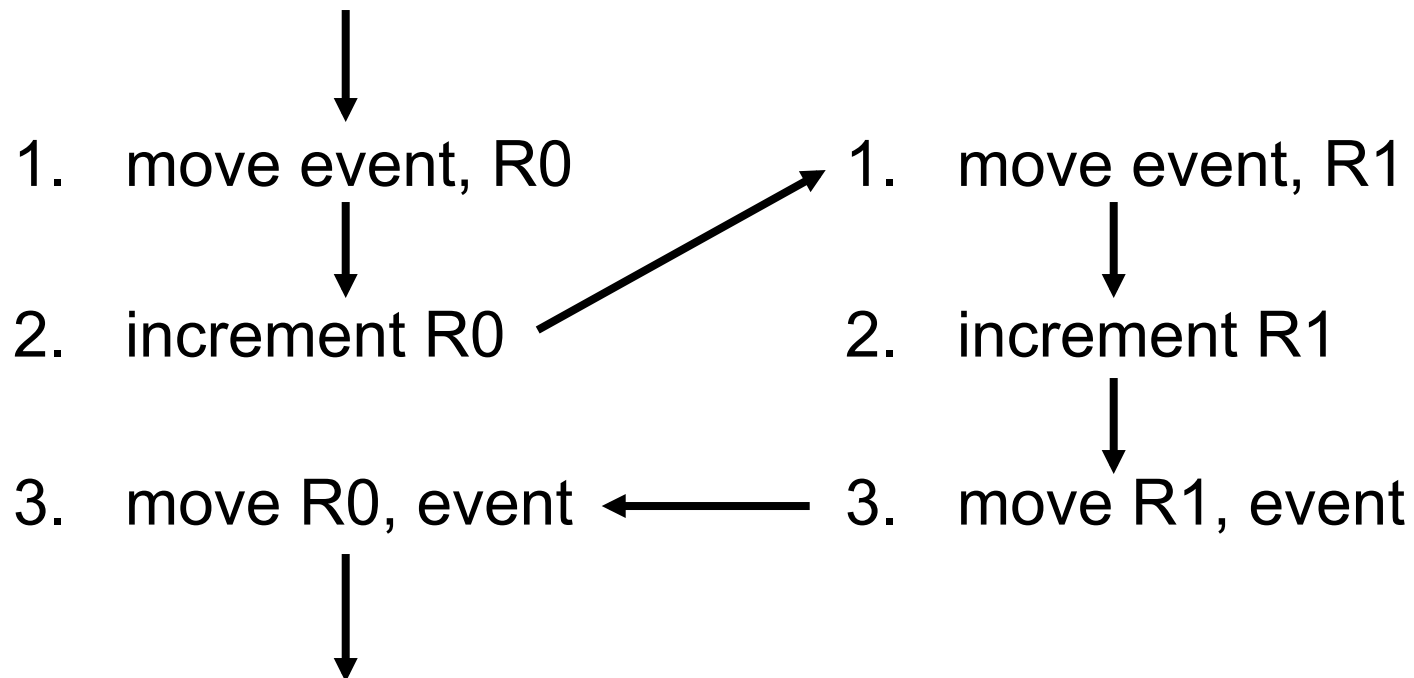 1. move event, R0
2. increment R0
3. move R0, event
1. move event, R1
2. increment R1
3. move R1, event